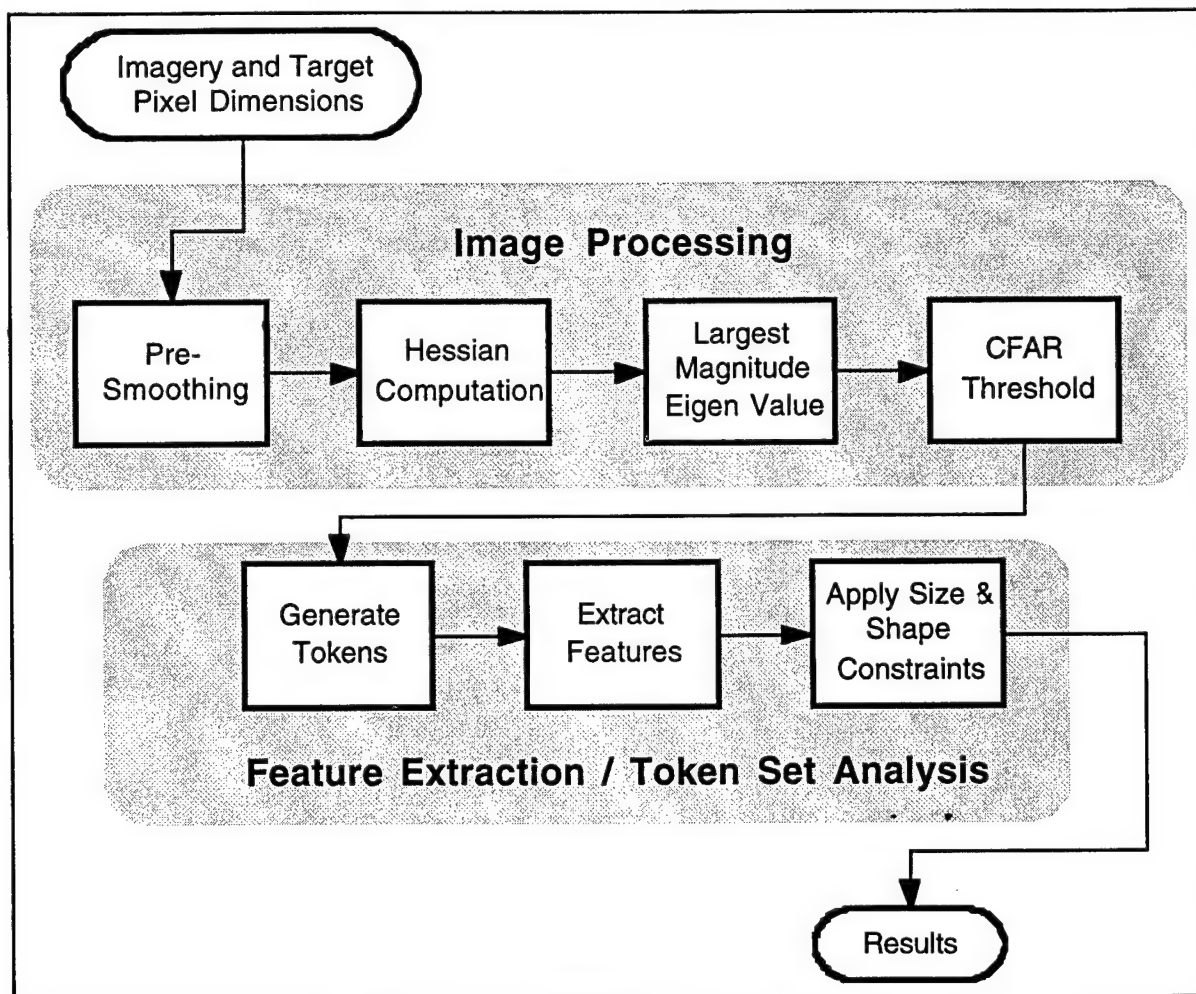 Imagery and Target
Pixel Dimensions
Image Processing
Pre-
Smoothing
Hessian
Computation
Largest
Magnitude
Eigen Value
CFAR
Threshold
Generate
Tokens
Extract
Features
Apply Size &
Shape
Constraints
Feature Extraction / Token Set Analysis
Results